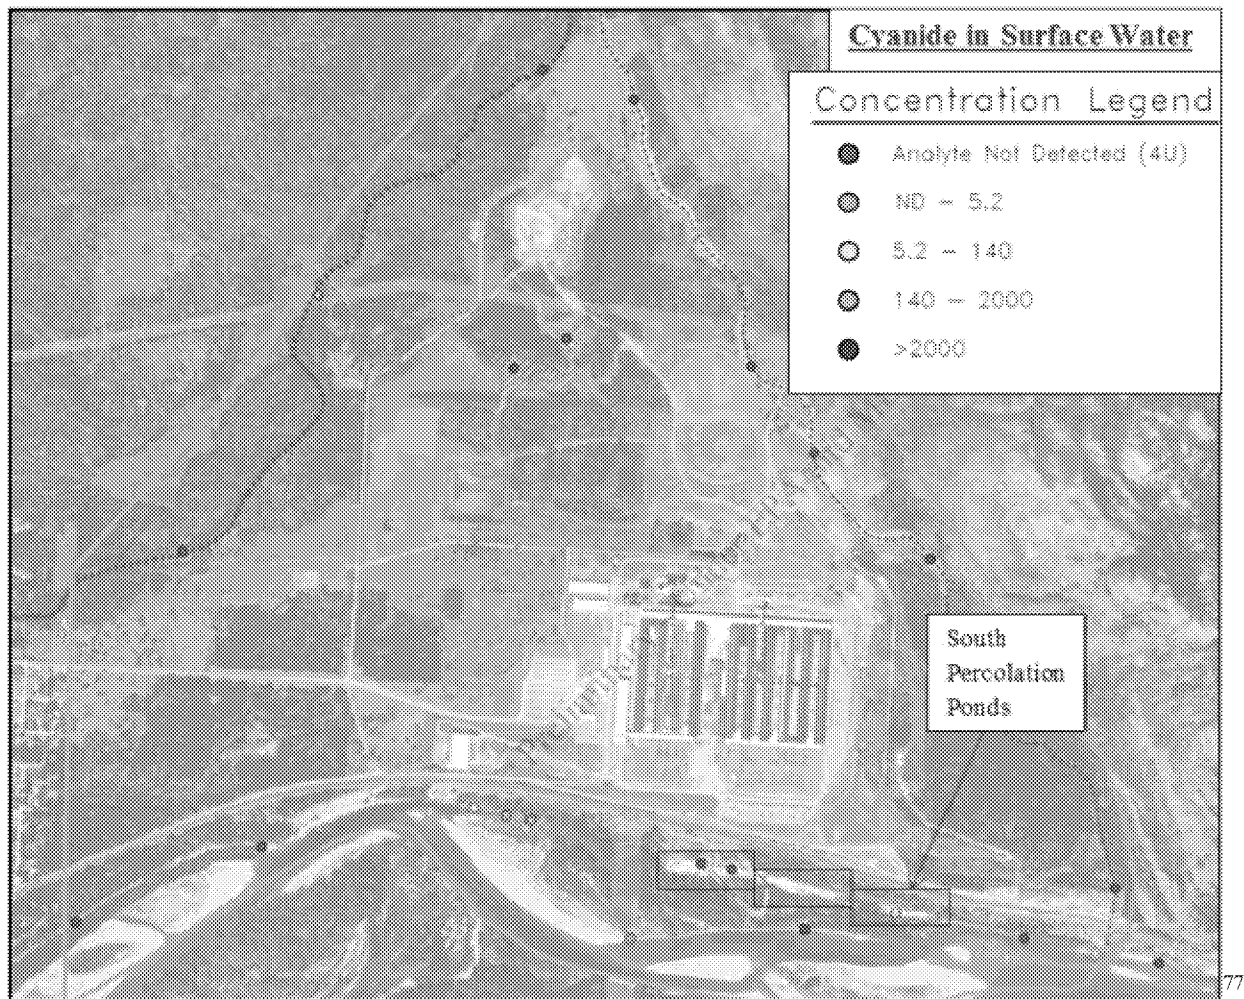 Cyanide in Surface Water
Concentration Legend
Analyte Not Detected (4U)
ND - 5.2
5.2 - 140
140 - 2000
>2000
South
Percolation
Ponds
77